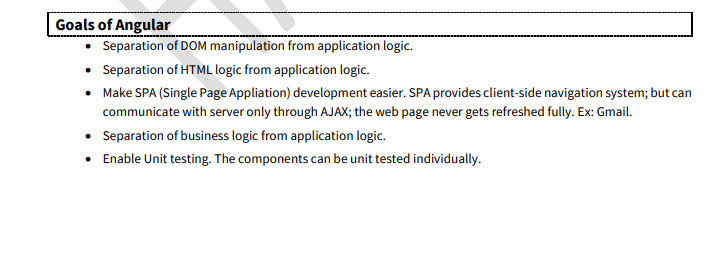 Goals of Angular
• Separation of DOM manipulation from application logic.
• Separation of HTML logic from application logic.
• Make SPA (Single Page Appliation) development easier. SPA provides client-side navigation system; but can
communicate with server only through AJAX; the web page never gets refreshed fully. Ex: Gmail.
• Separation of business logic from application logic.
• Enable Unit testing. The components can be unit tested individually.